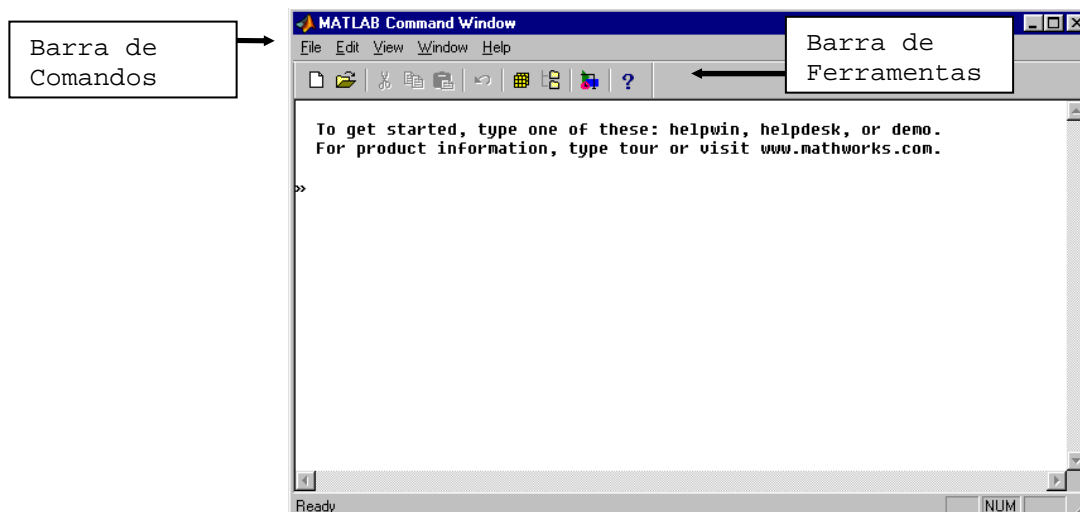 Barra de
Comandos
MATLAB Command Window
File Edit View Window Help
Barra de
Ferramentas
?
To get started, type one of these: helpwin, helpdesk, or demo.
For product information, type tour or visit www.mathworks.com.
»
Ready
NUM